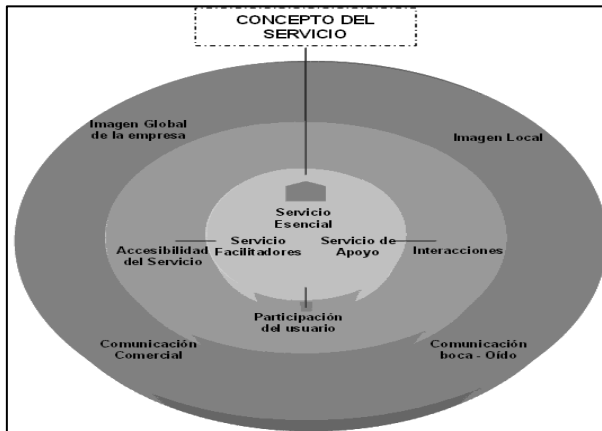 CONCEPTO DEL
SERVICIO
Imagen Global
de la empresa
Imagen Local
Servicio
Esencial
Accesibilidad
del Servicio
Servicio
Facilitadores
Servicio de
Apoyo
Interacciones
Participación
del usuario
Comunicación
Comercial
Comunicación
boca - Oído